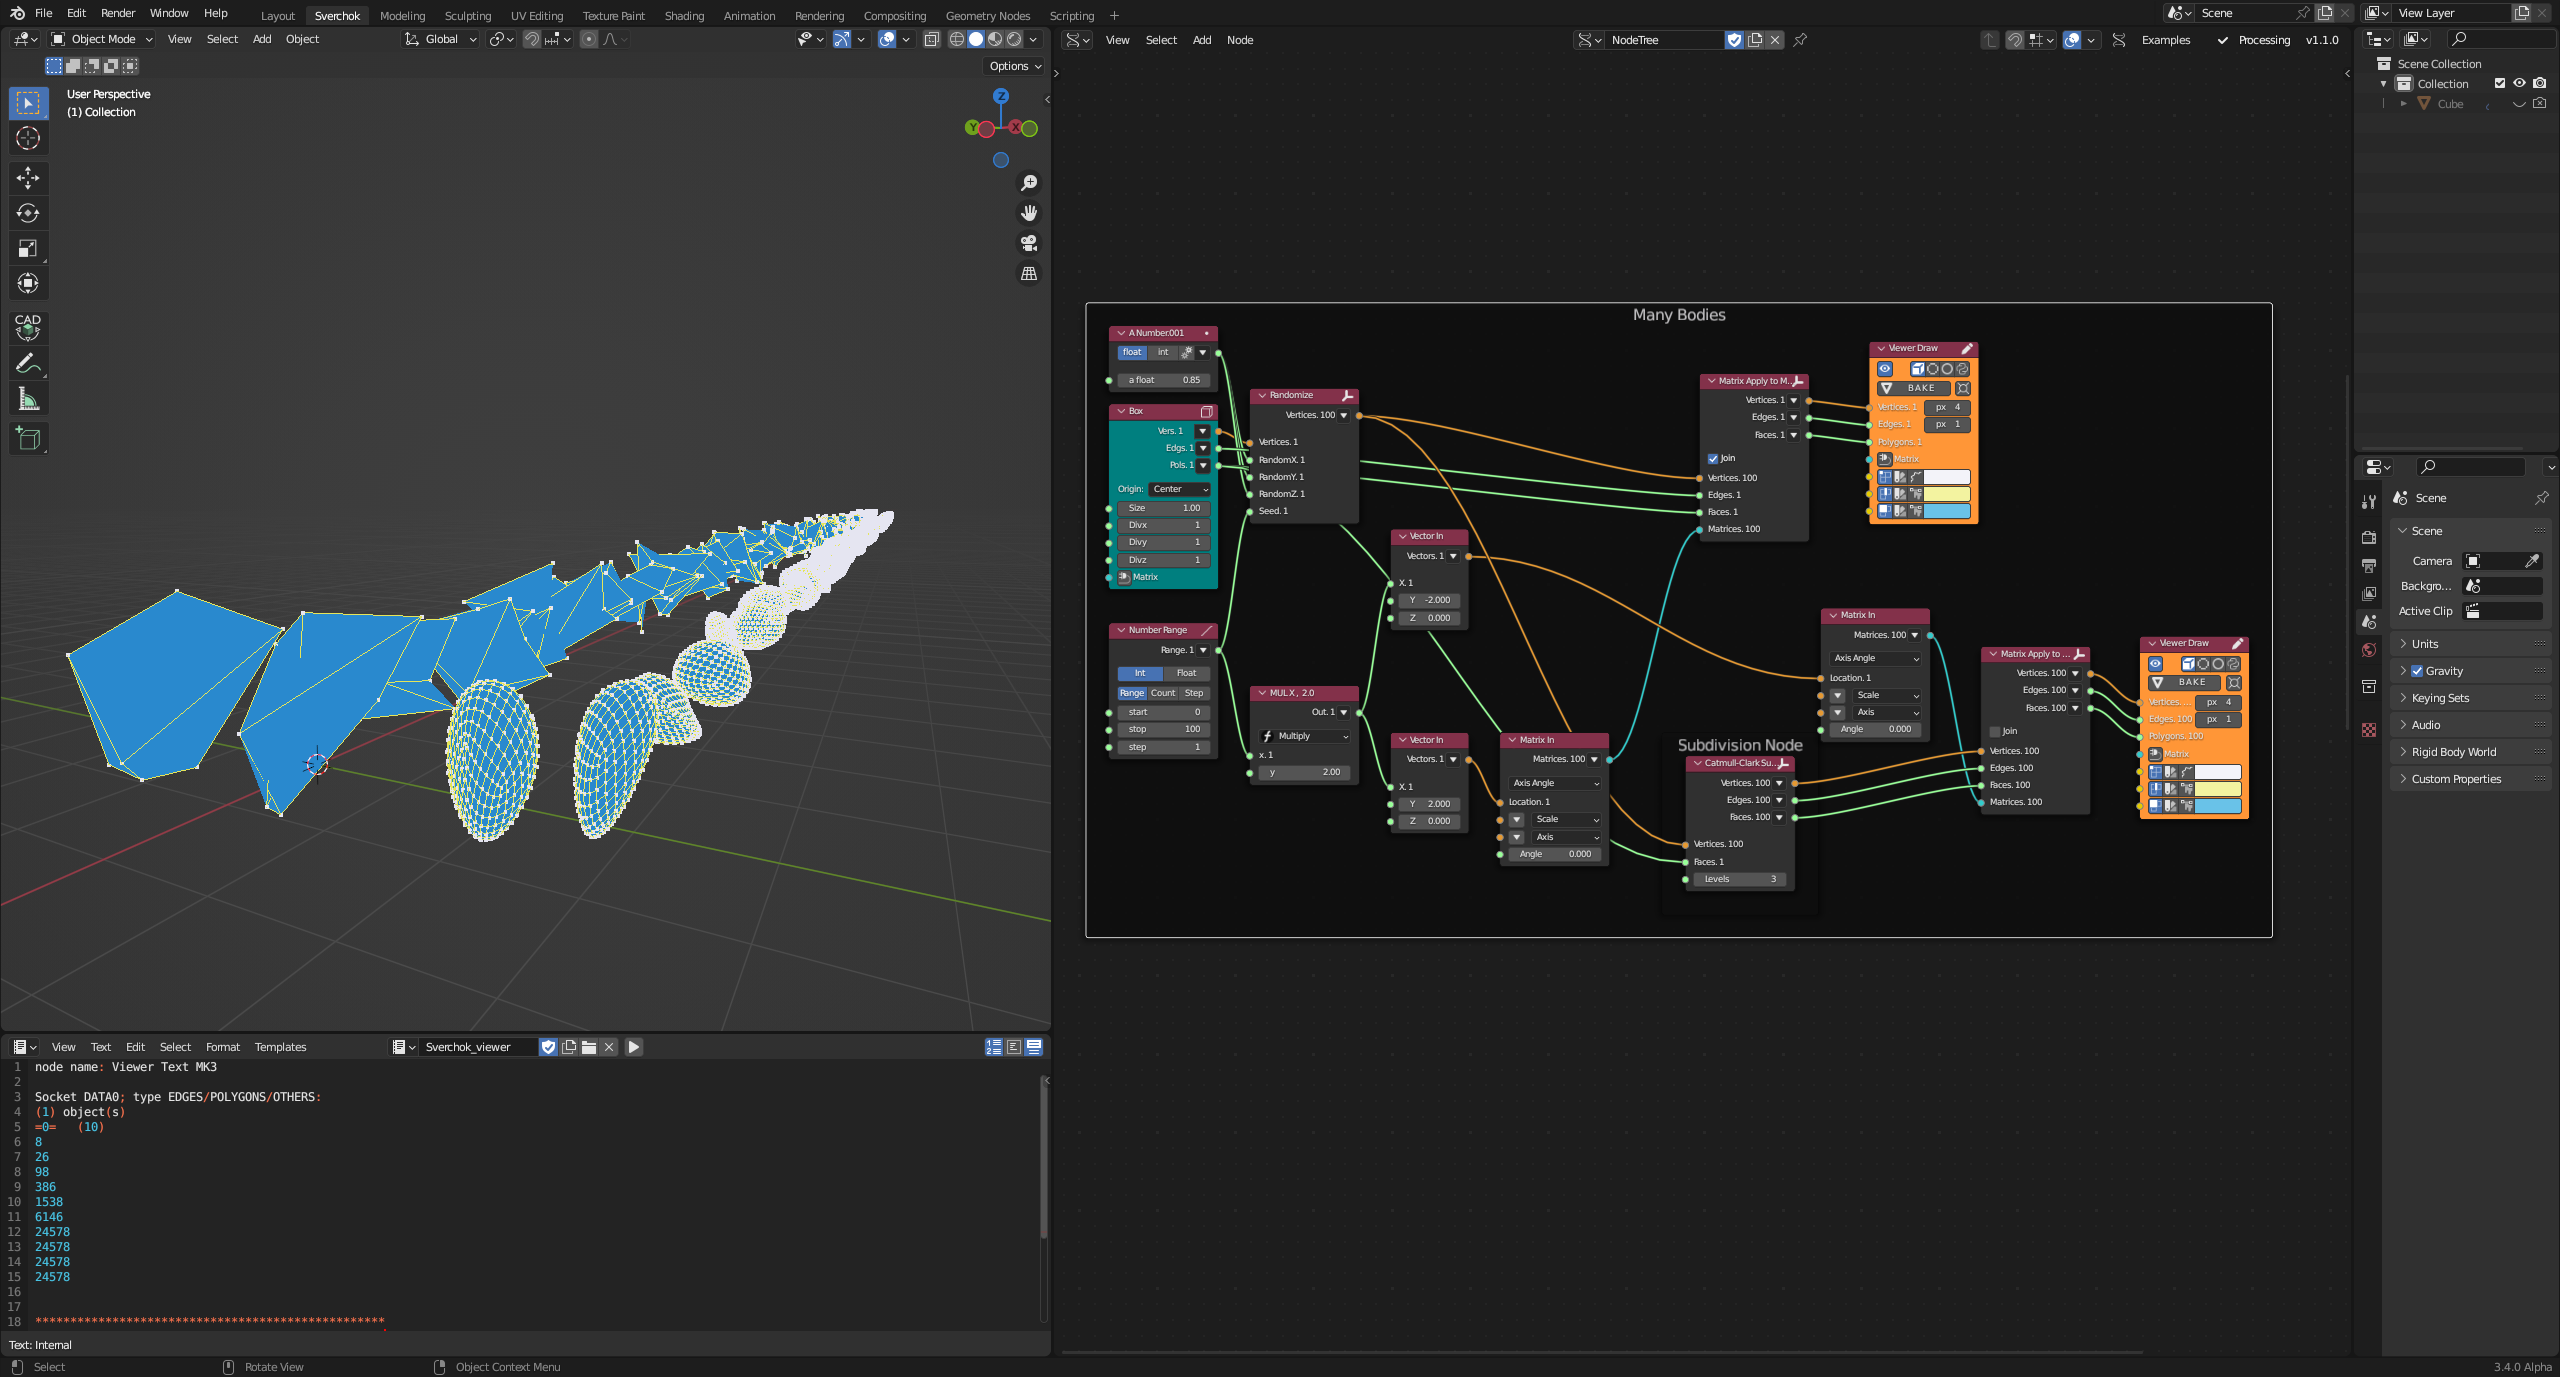 File Edit Render Window Help
Layout Sverchok Modeling Sculpting UV Editing Texture Paint Shading Animation Rendering Compositing Geometry Nodes Scripting
Scene
View Layer
Object Mode View Select Add Object
Global
Options
User Perspective
(1) Collection
Z
Y
X
CAD
View Select Add Node
NodeTree
Examples Processing v1.1.0
Many Bodies
A Number.001
float Int
a float 0.85
Box
Vers. 1
Edgs. 1
Pols. 1
Origin: Center
Size 1.00
Divx 1
Divy 1
Divz 1
Matrix
Number Range
Range. 1
Int Float
Range Count Step
start 0
stop 100
step 1
Randomize
Vertices. 100
Vertices. 1
RandomX. 1
RandomY. 1
RandomZ. 1
Seed. 1
MUL X, 2.0
Out. 1
Multiply
x. 1
y 2.00
Vector In
Vectors. 1
X. 1
Y -2.000
Z 0.000
Vector In
Vectors. 1
X. 1
Y 2.000
Z 0.000
Matrix In
Matrices. 100
Axis Angle
Location. 1
Scale
Axis
Angle 0.000
Matrix Apply to M..
Vertices. 1
Edges. 1
Faces. 1
Join
Vertices. 100
Edges. 1
Faces. 1
Matrices. 100
Viewer Draw
BAKE
Vertices. 1 px 4
Edges. 1 px 1
Polygons. 1
Matrix
Subdivision Node
Catmull-Clark Su...
Vertices. 100
Edges. 100
Faces. 100
Vertices. 100
Faces. 1
Levels 3
Matrix In
Matrices. 100
Axis Angle
Location. 1
Scale
Axis
Angle 0.000
Matrix Apply to ...
Vertices. 100
Edges. 100
Faces. 100
Join
Vertices. 100
Edges. 100
Faces. 100
Matrices. 100
Viewer Draw
BAKE
Vertices.... px 4
Edges. 100 px 1
Polygons. 100
Matrix
Scene Collection
Collection
Cube
Scene
Scene
Camera
Backgro...
Active Clip
Units
Gravity
Keying Sets
Audio
Rigid Body World
Custom Properties
View Text Edit Select Format Templates
Sverchok_viewer
1 node name: Viewer Text MK3
2
3 Socket DATA0; type EDGES/POLYGONS/OTHERS:
4 (1) object(s)
5 =0= (10)
6 8
7 26
8 98
9 386
10 1538
11 6146
12 24578
13 24578
14 24578
15 24578
16
17
18 **************************************************
Text: Internal
Select Rotate View Object Context Menu
3.4.0 Alpha